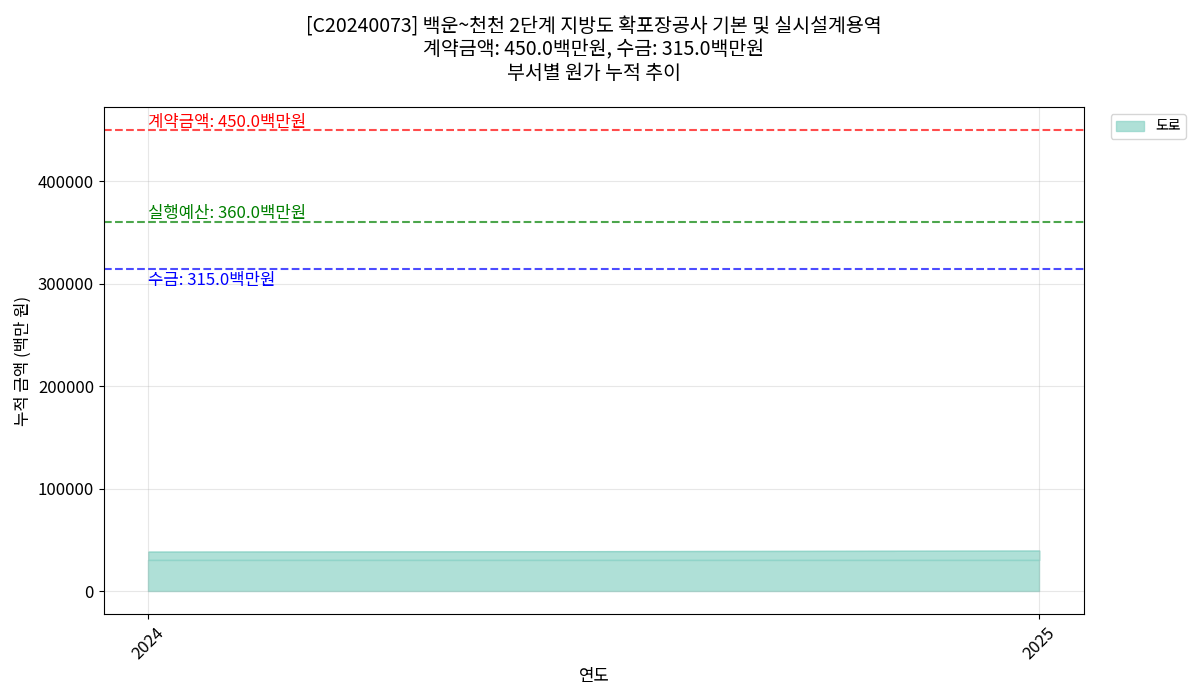 [C20240073] 백운~천천 2단계 지방도 확포장공사 기본 및 실시설계용역
계약금액: 450.0백만원, 수금: 315.0백만원
부서별 원가 누적 추이
계약금액: 450.0백만원
도로
400000
실행예산: 360.0백만원
수금: 315.0백만원
300000
누적 금액 (백만 원)
200000
100000
0
2024
2025
연도